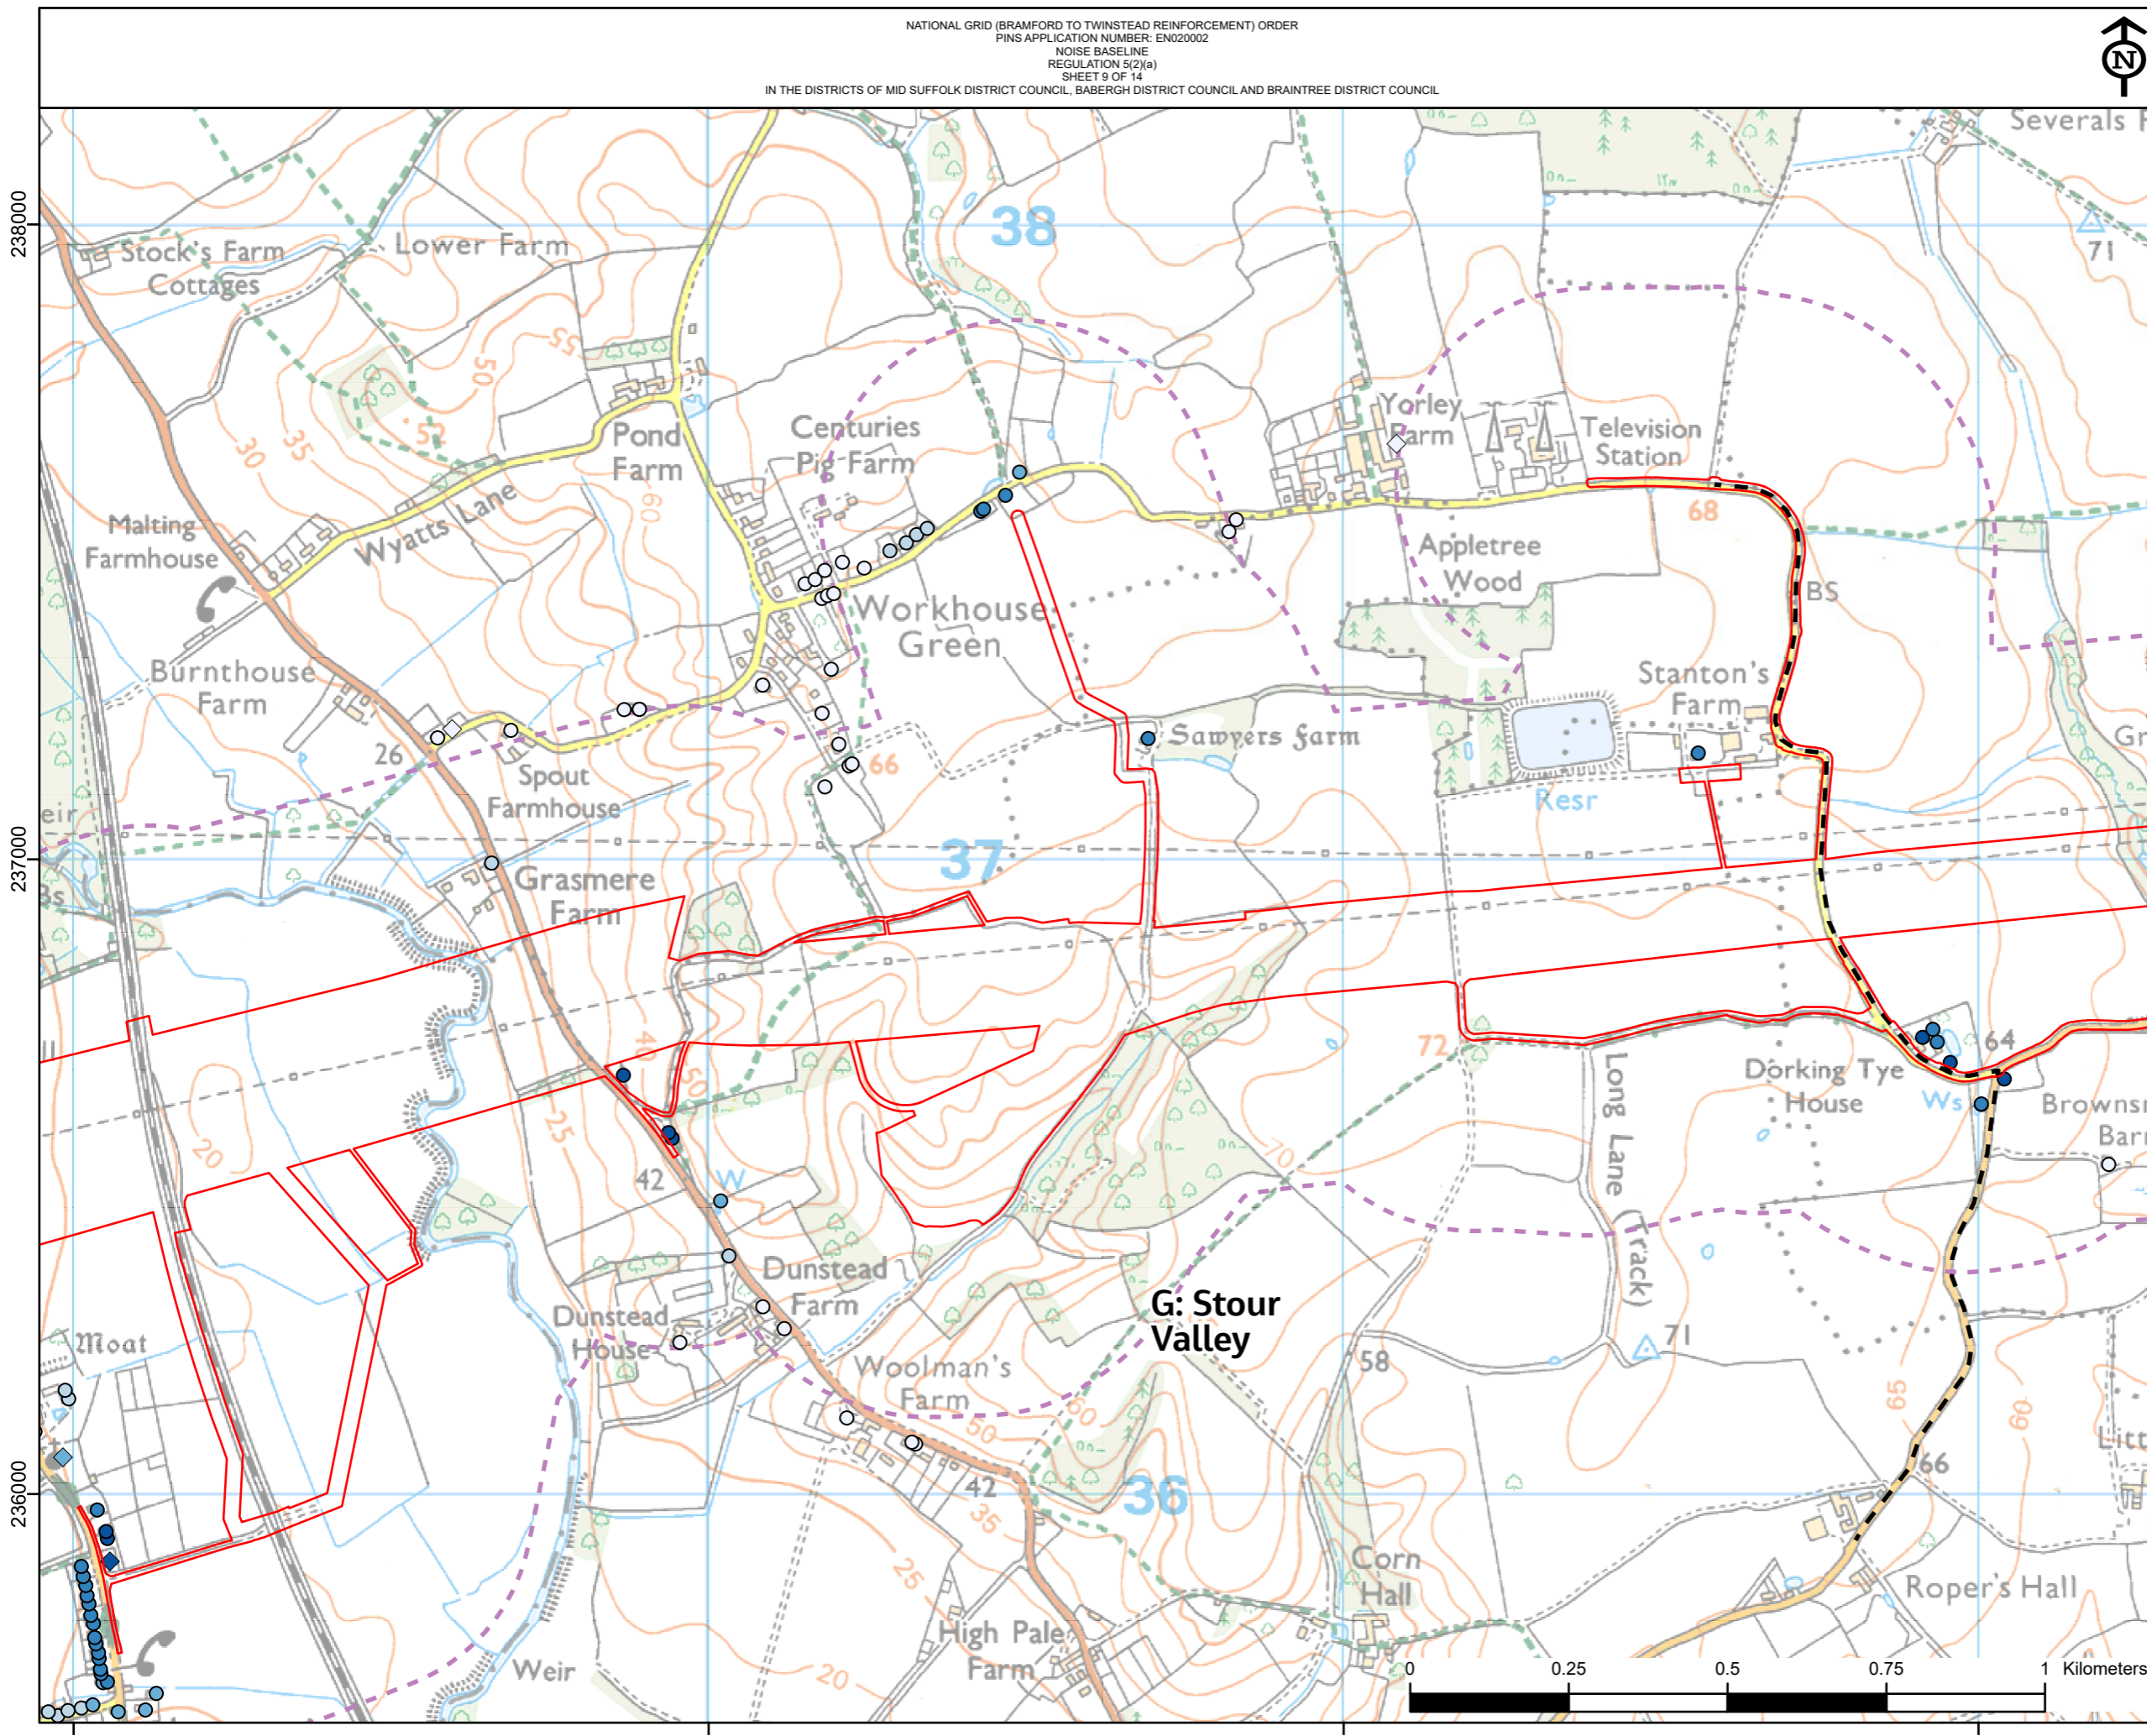 NATIONAL GRID (BRAMFORD TO TWINSTEAD REINFORCEMENT) ORDER
PINS APPLICATION NUMBER: EN020002
NOISE BASELINE
REGULATION 5(2)(a)
SHEET 9 OF 14
IN THE DISTRICTS OF MID SUFFOLK DISTRICT COUNCIL, BABERGH DISTRICT COUNCIL AND BRAINTREE DISTRICT COUNCIL
N
Severals
238000
38
71
Stock's Farm
Cottages
Lower Farm
55
50
52
30
35
Pond
Farm
Centuries
Pig Farm
Yorley
Farm
Television
Station
60
68
Malting
Farmhouse
Wyatts Lane
Appletree
Wood
BS
Workhouse
Green
Burnthouse
Farm
Stanton's
Farm
26
66
Sawyers Farm
Spout
Farmhouse
Resr
eir
237000
37
Grasmere
Farm
Bs
40
50
72
64
Long Lane (Track)
Dorking Tye
House
Ws
25
20
70
42
W
Dunstead
Farm
G: Stour
Valley
Dunstead
House
71
Moat
58
Woolman's
Farm
60
50
65
60
66
42
36
236000
35
25
Corn
Hall
Roper's Hall
High Pale
Farm
Weir
20
0 0.25 0.5 0.75 1 Kilometers